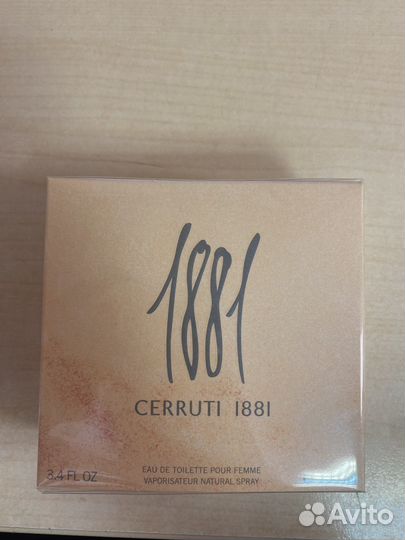 1881
CERRUTI 1881
3.4 FL OZ
EAU DE TOILETTE POUR FEMME
VAPORISATEUR NATURAL SPRAY
Avito